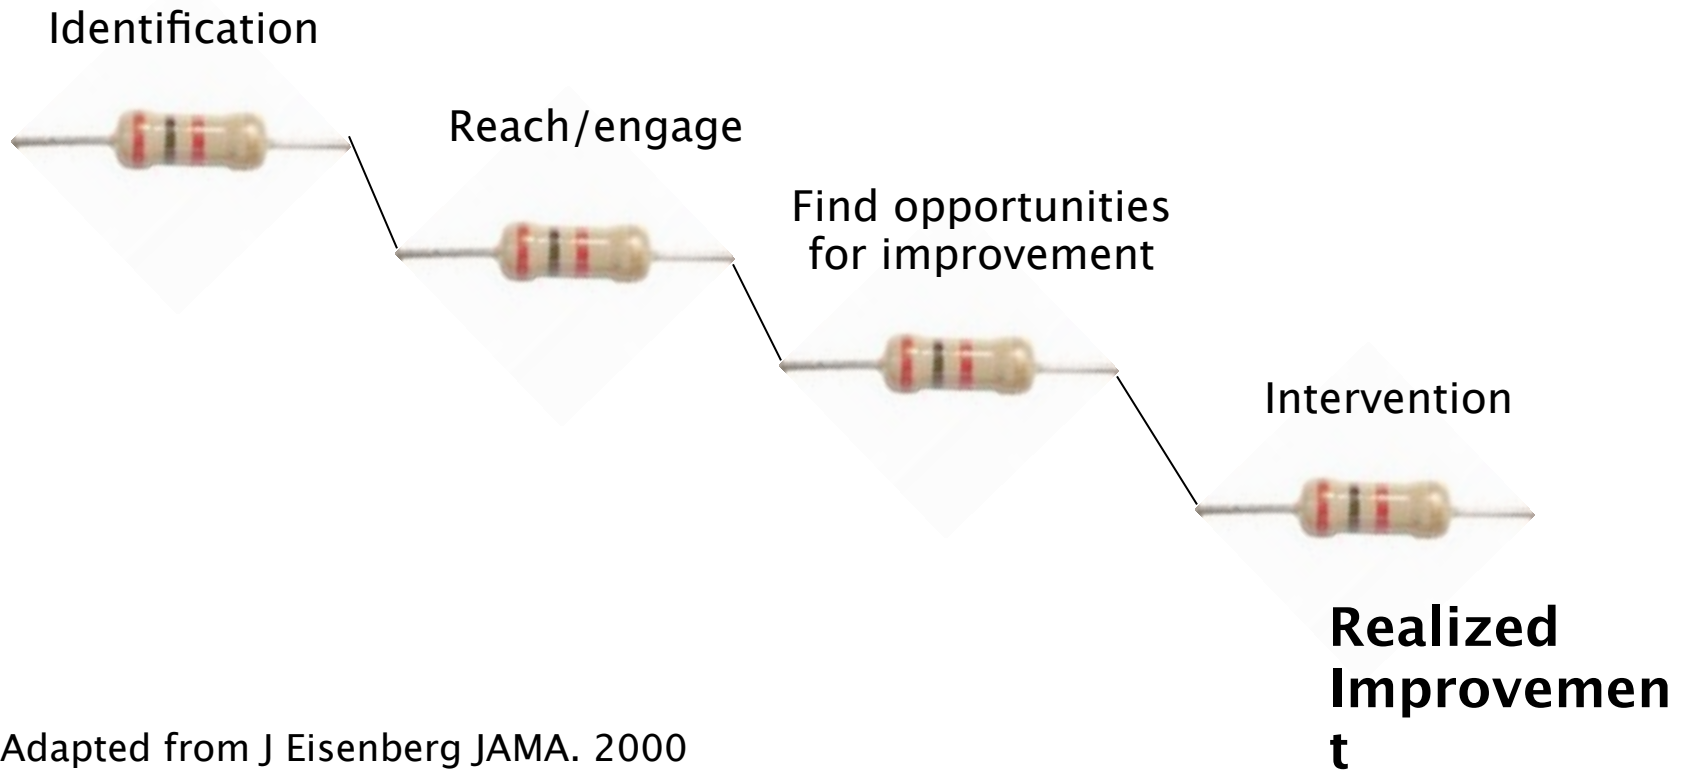 Identification
Reach/engage
Find opportunities
for improvement
Intervention
Realized
Improvemen
t
Adapted from J Eisenberg JAMA. 2000